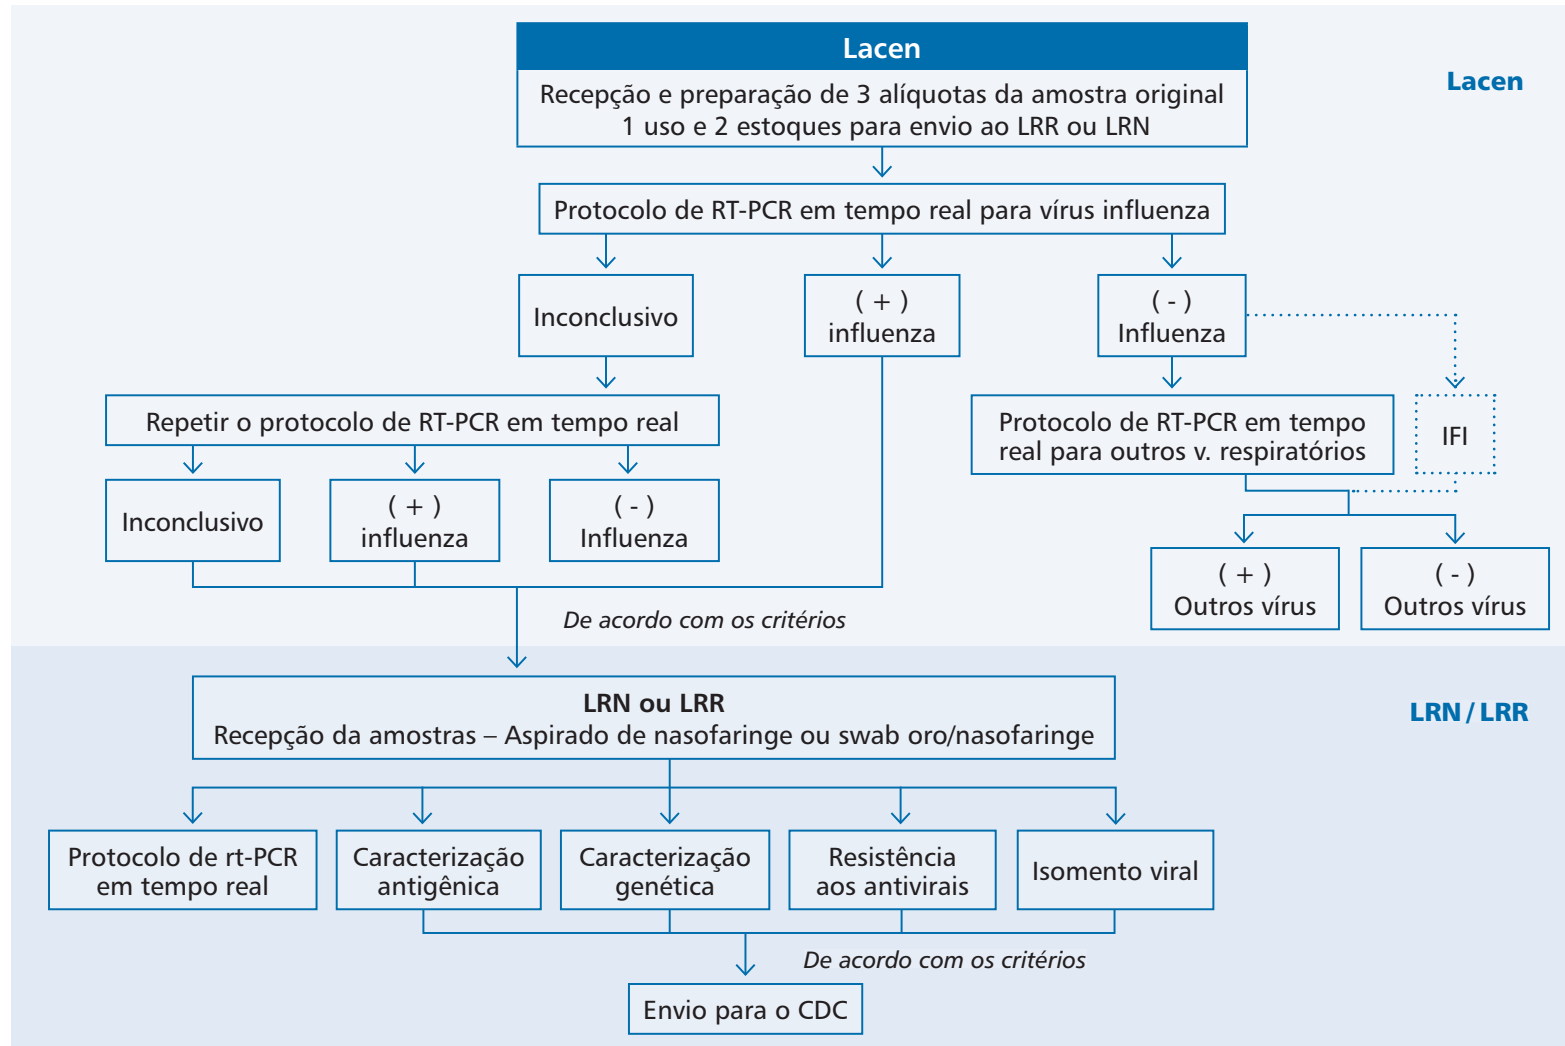 Lacen
Lacen
Recepção e preparação de 3 alíquotas da amostra original
1 uso e 2 estoques para envio ao LRR ou LRN
Protocolo de RT-PCR em tempo real para vírus influenza
Inconclusivo
( + )
influenza
( - )
Influenza
Repetir o protocolo de RT-PCR em tempo real
Protocolo de RT-PCR em tempo
real para outros v. respiratórios
IFI
Inconclusivo
( + )
influenza
( - )
Influenza
( + )
Outros vírus
( - )
Outros vírus
De acordo com os critérios
LRN ou LRR
Recepção da amostras – Aspirado de nasofaringe ou swab oro/nasofaringe
LRN / LRR
Protocolo de rt-PCR
em tempo real
Caracterização
antigênica
Caracterização
genética
Resistência
aos antivirais
Isomento viral
De acordo com os critérios
Envio para o CDC